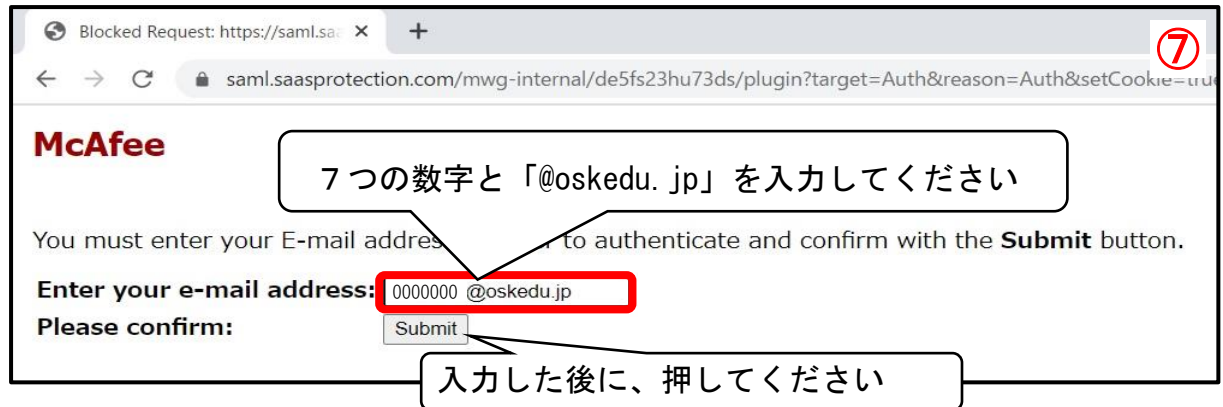 Blocked Request: https://saml.saa
⑦
saml.saasprotection.com/mwg-internal/de5fs23hu73ds/plugin?target=Auth&reason=Auth&setCookie=true
McAfee
７つの数字と「@oskedu.jp」を入力してください
You must enter your E-mail addres to authenticate and confirm with the Submit button.
Enter your e-mail address: 0000000 @oskedu.jp
Please confirm: Submit
入力した後に、押してください